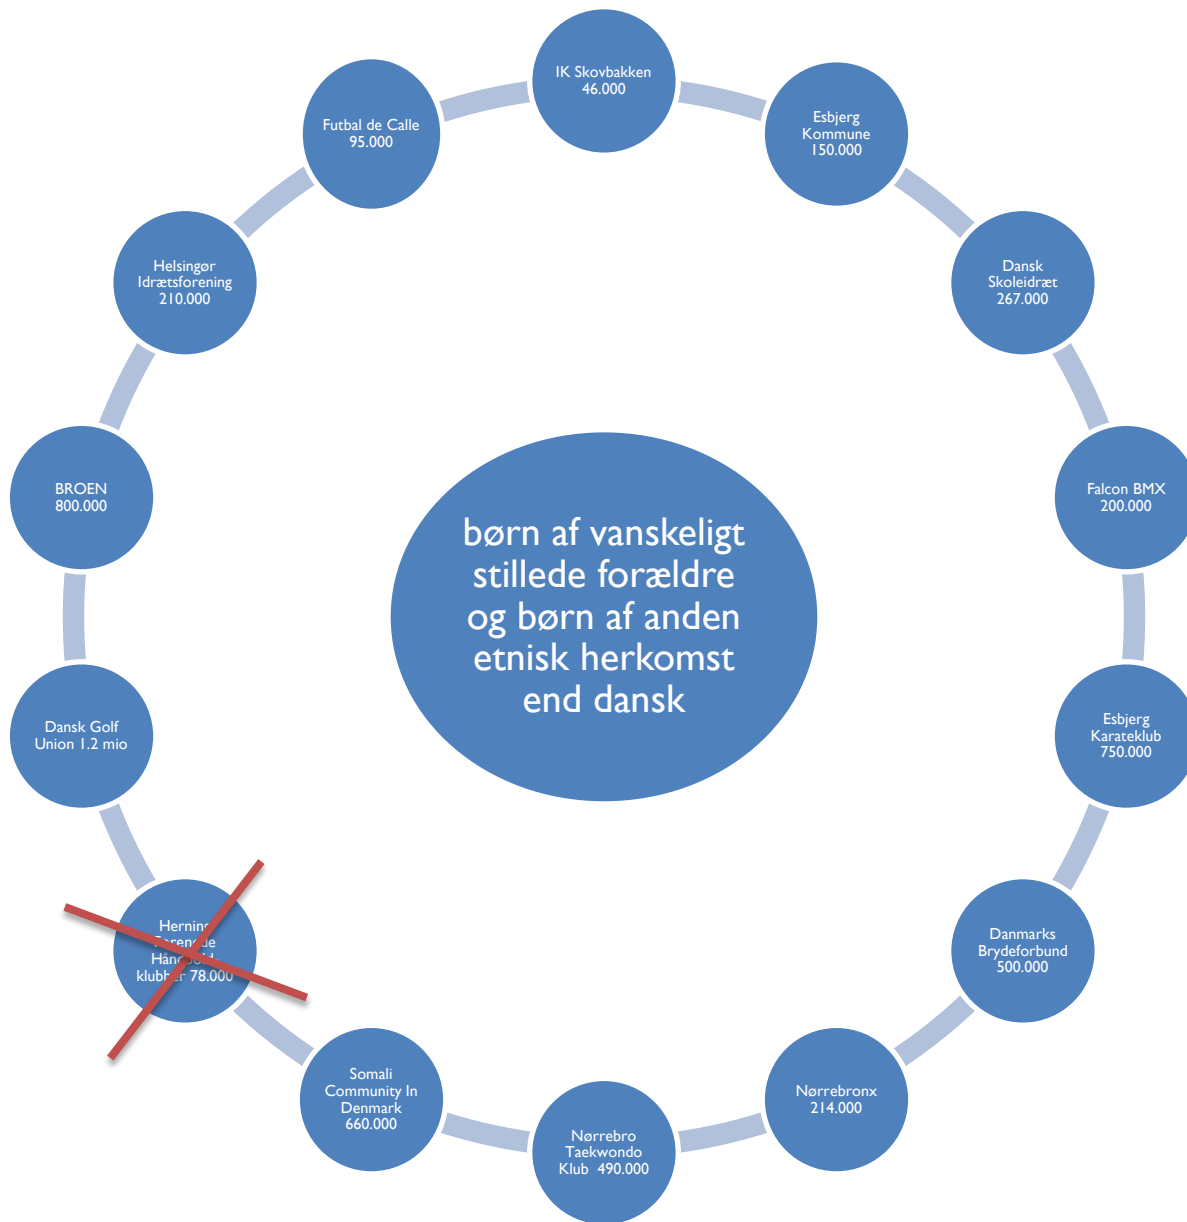 IK Skovbakken
46.000
Esbjerg
Kommune
150.000
Dansk
Skoleidræt
267.000
Falcon BMX
200.000
Esbjerg
Karateklub
750.000
Danmarks
Brydeforbund
500.000
Nørrebronx
214.000
Nørrebro
Taekwondo
Klub 490.000
Somali
Community In
Denmark
660.000
Herning
klubber 78.000
Dansk Golf
Union 1.2 mio
BROEN
800.000
Helsingør
Idrætsforening
210.000
Futbal de Calle
95.000
børn af vanskeligt
stillede forældre
og børn af anden
etnisk herkomst
end dansk